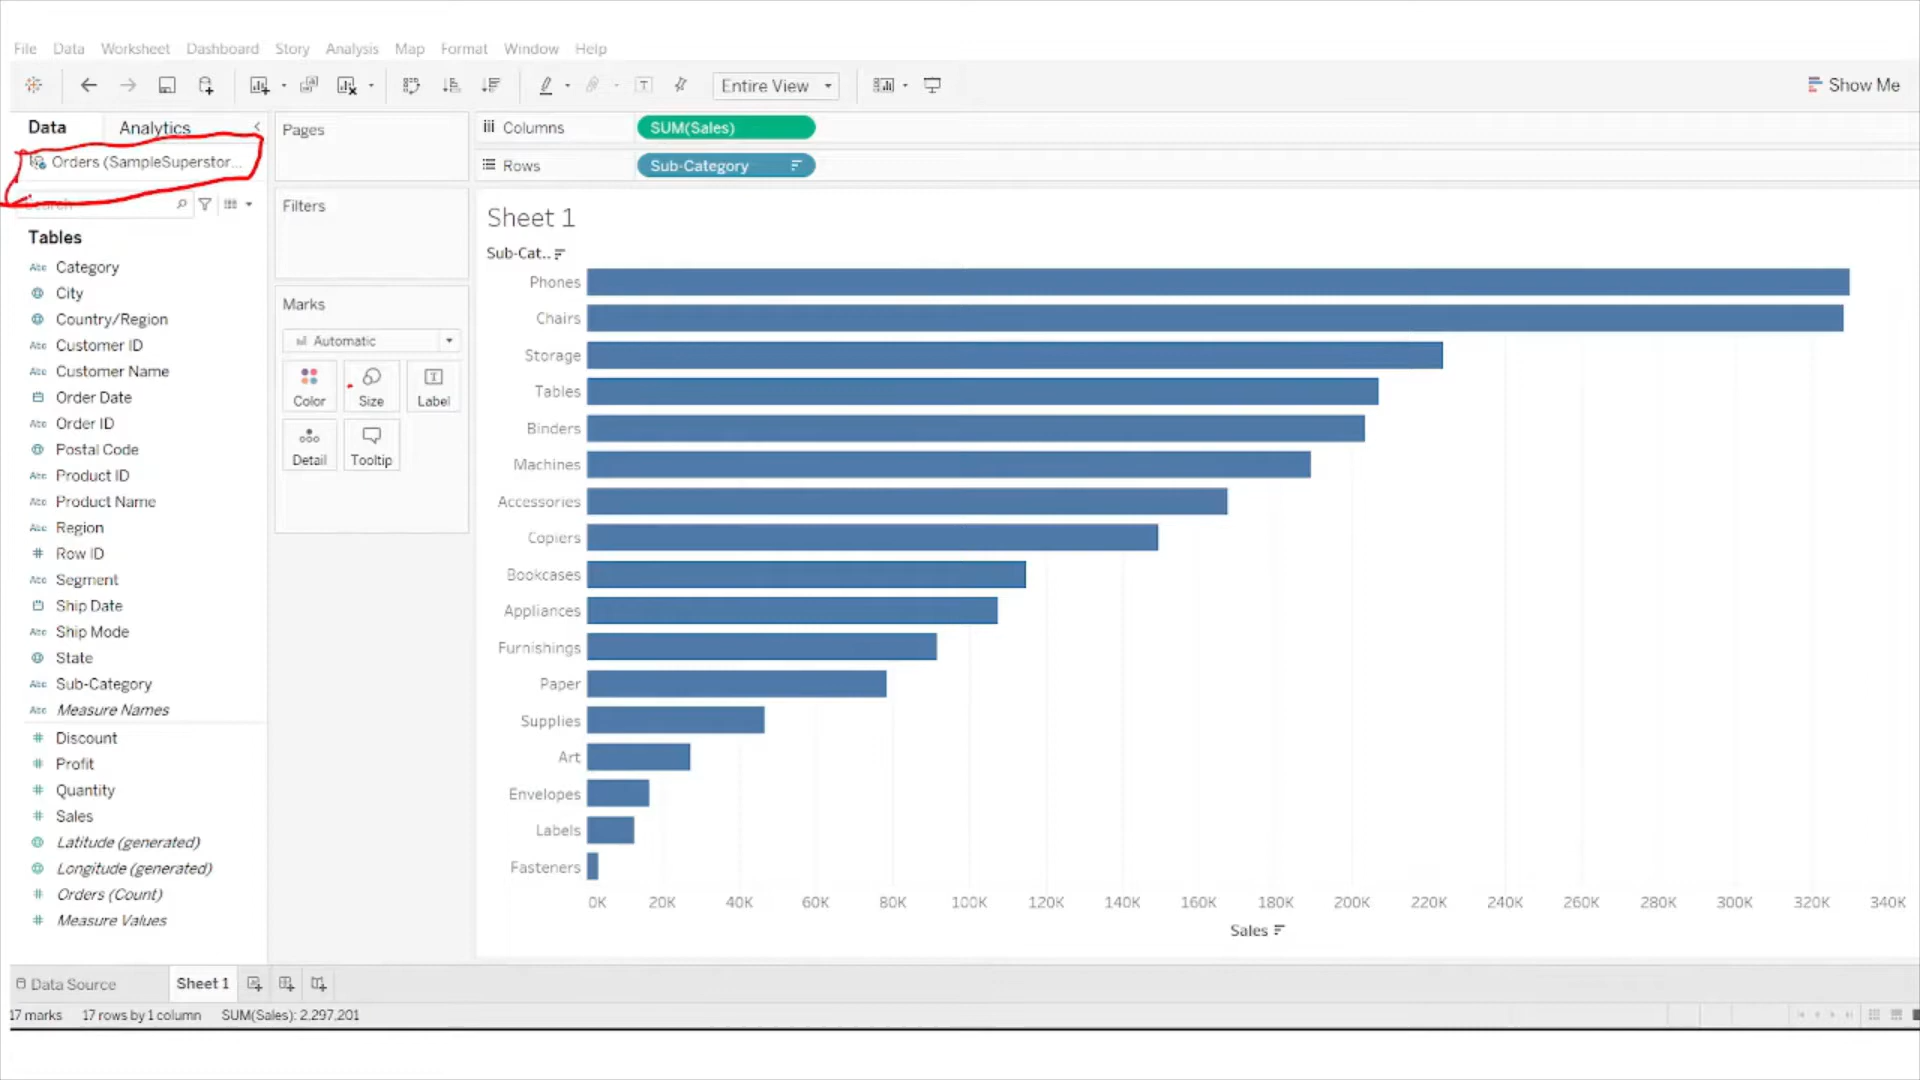 File Data Worksheet Dashboard Story Analysis Map Format Window Help
Entire View
Show Me
Data Analytics
Orders (SampleSuperstor...
Tables
Category
City
Country/Region
Customer ID
Customer Name
Order Date
Order ID
Postal Code
Product ID
Product Name
Region
Row ID
Segment
Ship Date
Ship Mode
State
Sub-Category
Measure Names
Discount
Profit
Quantity
Sales
Latitude (generated)
Longitude (generated)
Orders (Count)
Measure Values
Pages
Filters
Marks
Automatic
Color Size Label
Detail Tooltip
Columns SUM(Sales)
Rows Sub-Category
Sheet 1
Sub-Cat..
Phones
Chairs
Storage
Tables
Binders
Machines
Accessories
Copiers
Bookcases
Appliances
Furnishings
Paper
Supplies
Art
Envelopes
Labels
Fasteners
0K 20K 40K 60K 80K 100K 120K 140K 160K 180K 200K 220K 240K 260K 280K 300K 320K 340K
Sales
Data Source Sheet 1
17 marks 17 rows by 1 column SUM(Sales): 2,297,201